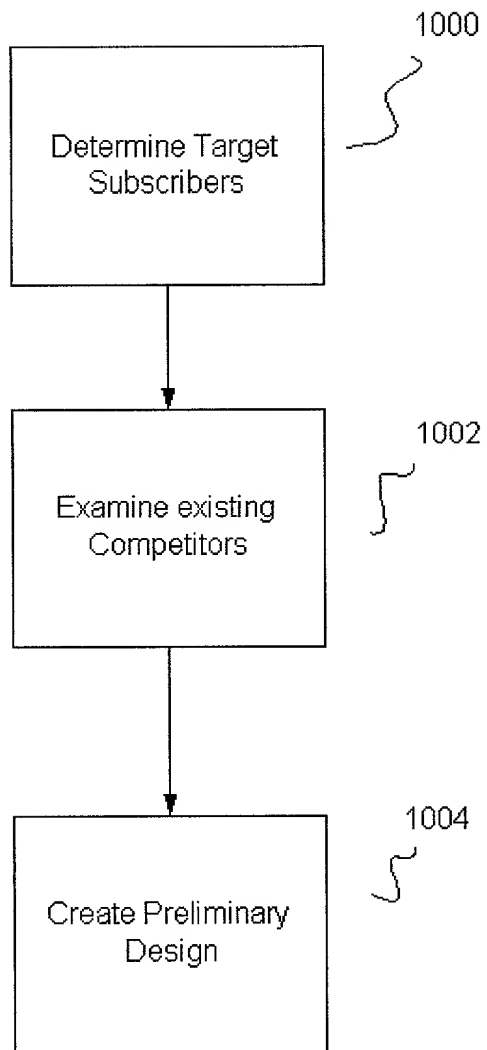 1000
Determine Target
Subscribers
1002
Examine existing
Competitors
1004
Create Preliminary
Design